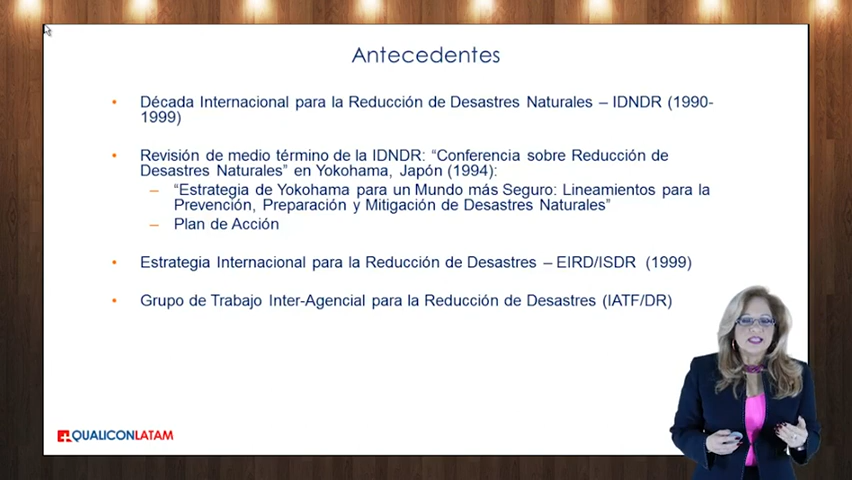 Antecedentes
• Década Internacional para la Reducción de Desastres Naturales – IDNDR (1990-
1999)
• Revisión de medio término de la IDNDR: “Conferencia sobre Reducción de
Desastres Naturales” en Yokohama, Japón (1994):
– “Estrategia de Yokohama para un Mundo más Seguro: Lineamientos para la
Prevención, Preparación y Mitigación de Desastres Naturales”
– Plan de Acción
• Estrategia Internacional para la Reducción de Desastres – EIRD/ISDR (1999)
• Grupo de Trabajo Inter-Agencial para la Reducción de Desastres (IATF/DR)
QUALICONLATAM